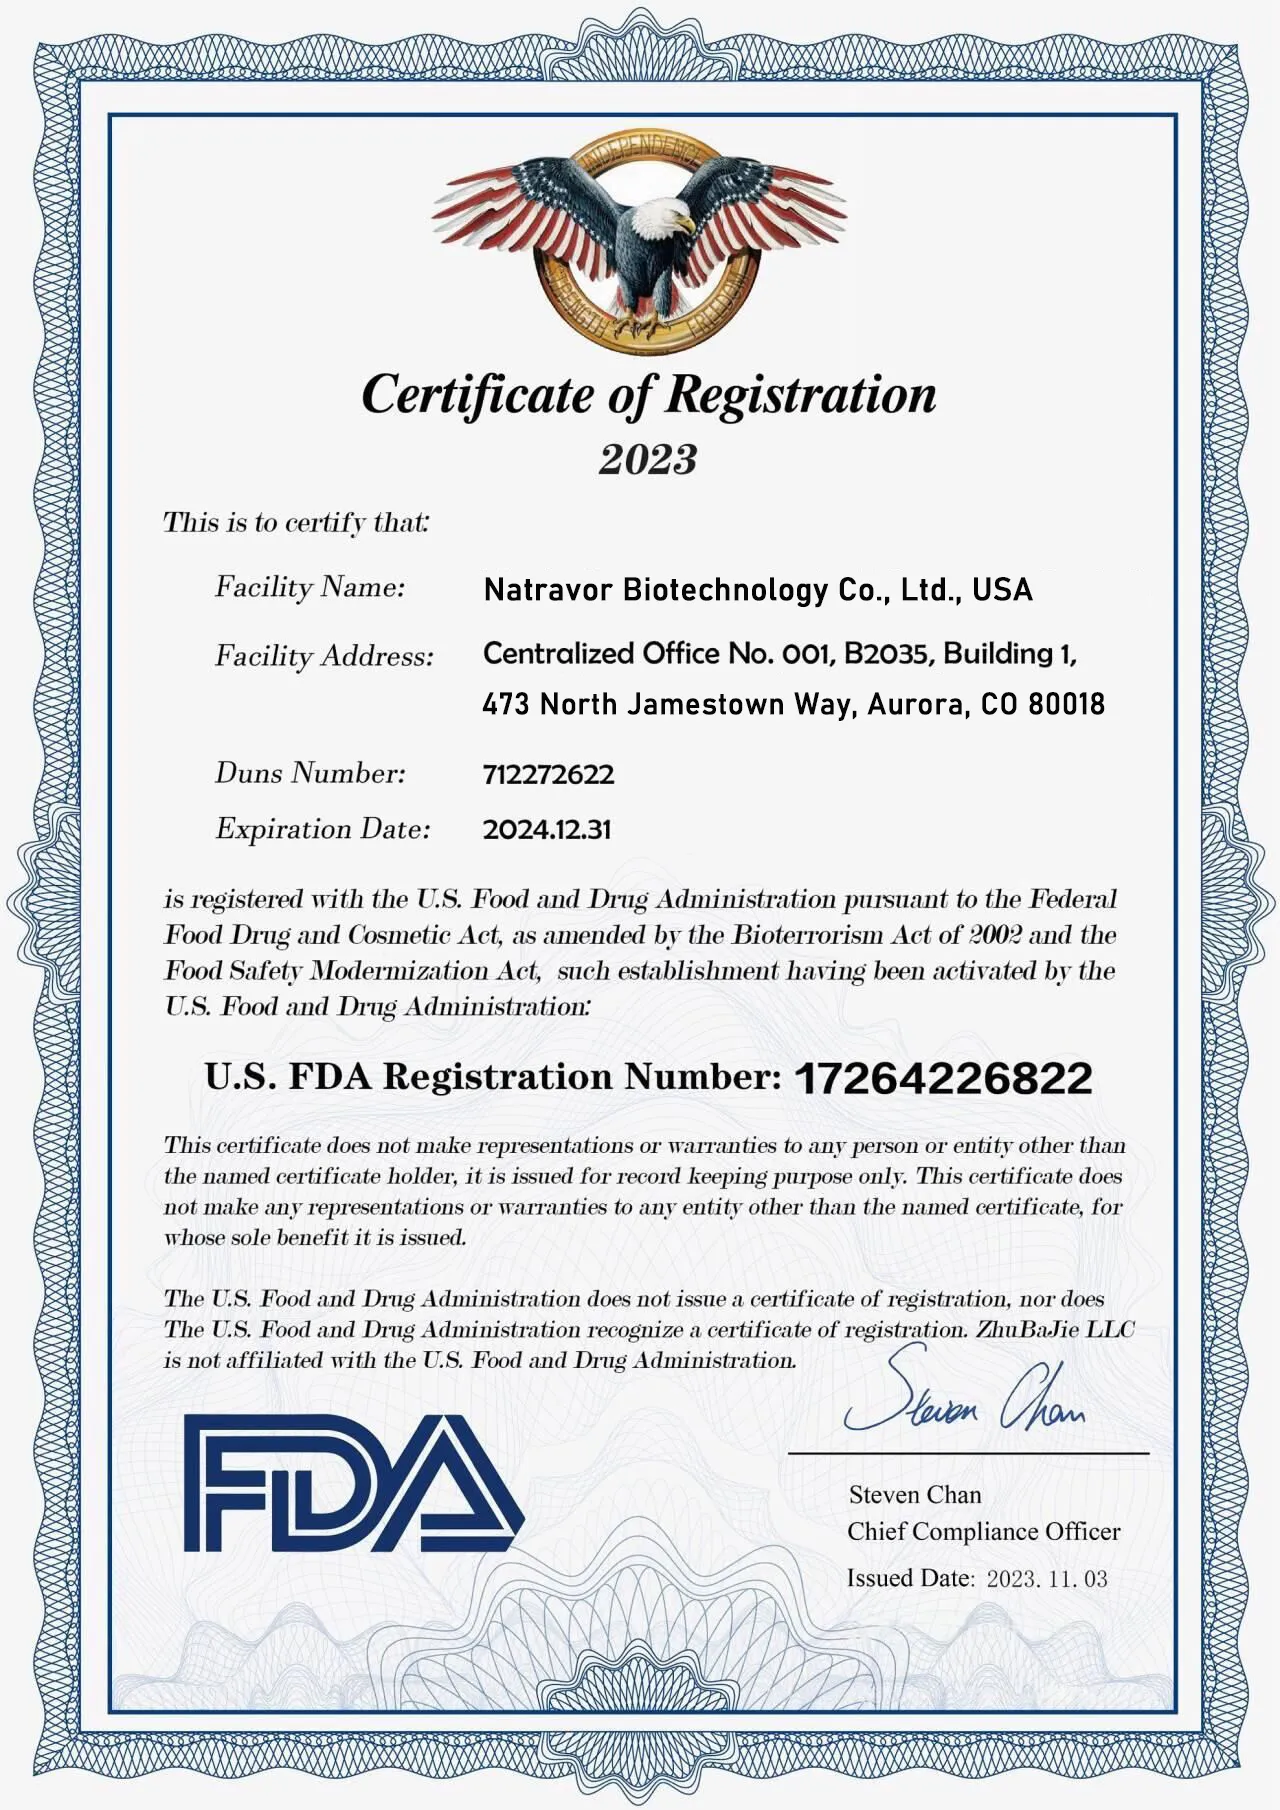 INDEPENDENCE
STRENGTH
FREEDOM
Certificate of Registration
2023
This is to certify that:
Facility Name: Natravor Biotechnology Co., Ltd., USA
Facility Address: Centralized Office No. 001, B2035, Building 1,
473 North Jamestown Way, Aurora, CO 80018
Duns Number: 712272622
Expiration Date: 2024.12.31
is registered with the U.S. Food and Drug Administration pursuant to the Federal
Food Drug and Cosmetic Act, as amended by the Bioterrorism Act of 2002 and the
Food Safety Modermization Act, such establishment having been activated by the
U.S. Food and Drug Administration:
U.S. FDA Registration Number: 17264226822
This certificate does not make representations or warranties to any person or entity other than
the named certificate holder, it is issued for record keeping purpose only. This certificate does
not make any representations or warranties to any entity other than the named certificate, for
whose sole benefit it is issued.
The U.S. Food and Drug Administration does not issue a certificate of registration, nor does
The U.S. Food and Drug Administration recognize a certificate of registration. ZhuBaJie LLC
is not affiliated with the U.S. Food and Drug Administration.
Steven Chan
FDA
Steven Chan
Chief Compliance Officer
Issued Date: 2023. 11. 03